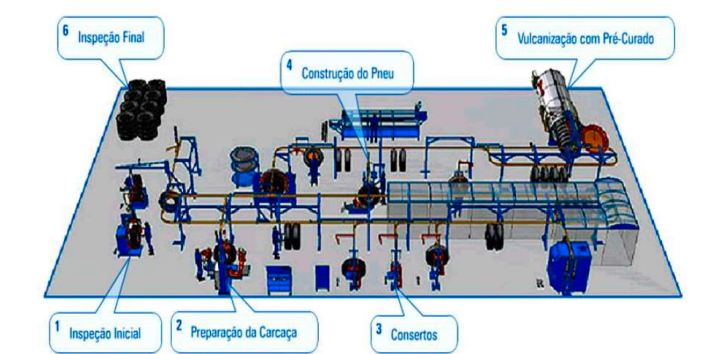 6 Inspeção Final
5 Vulcanização com Pré-Curado
4 Construção do Pneu
1 Inspeção Inicial
2 Preparação da Carcaça
3 Consertos